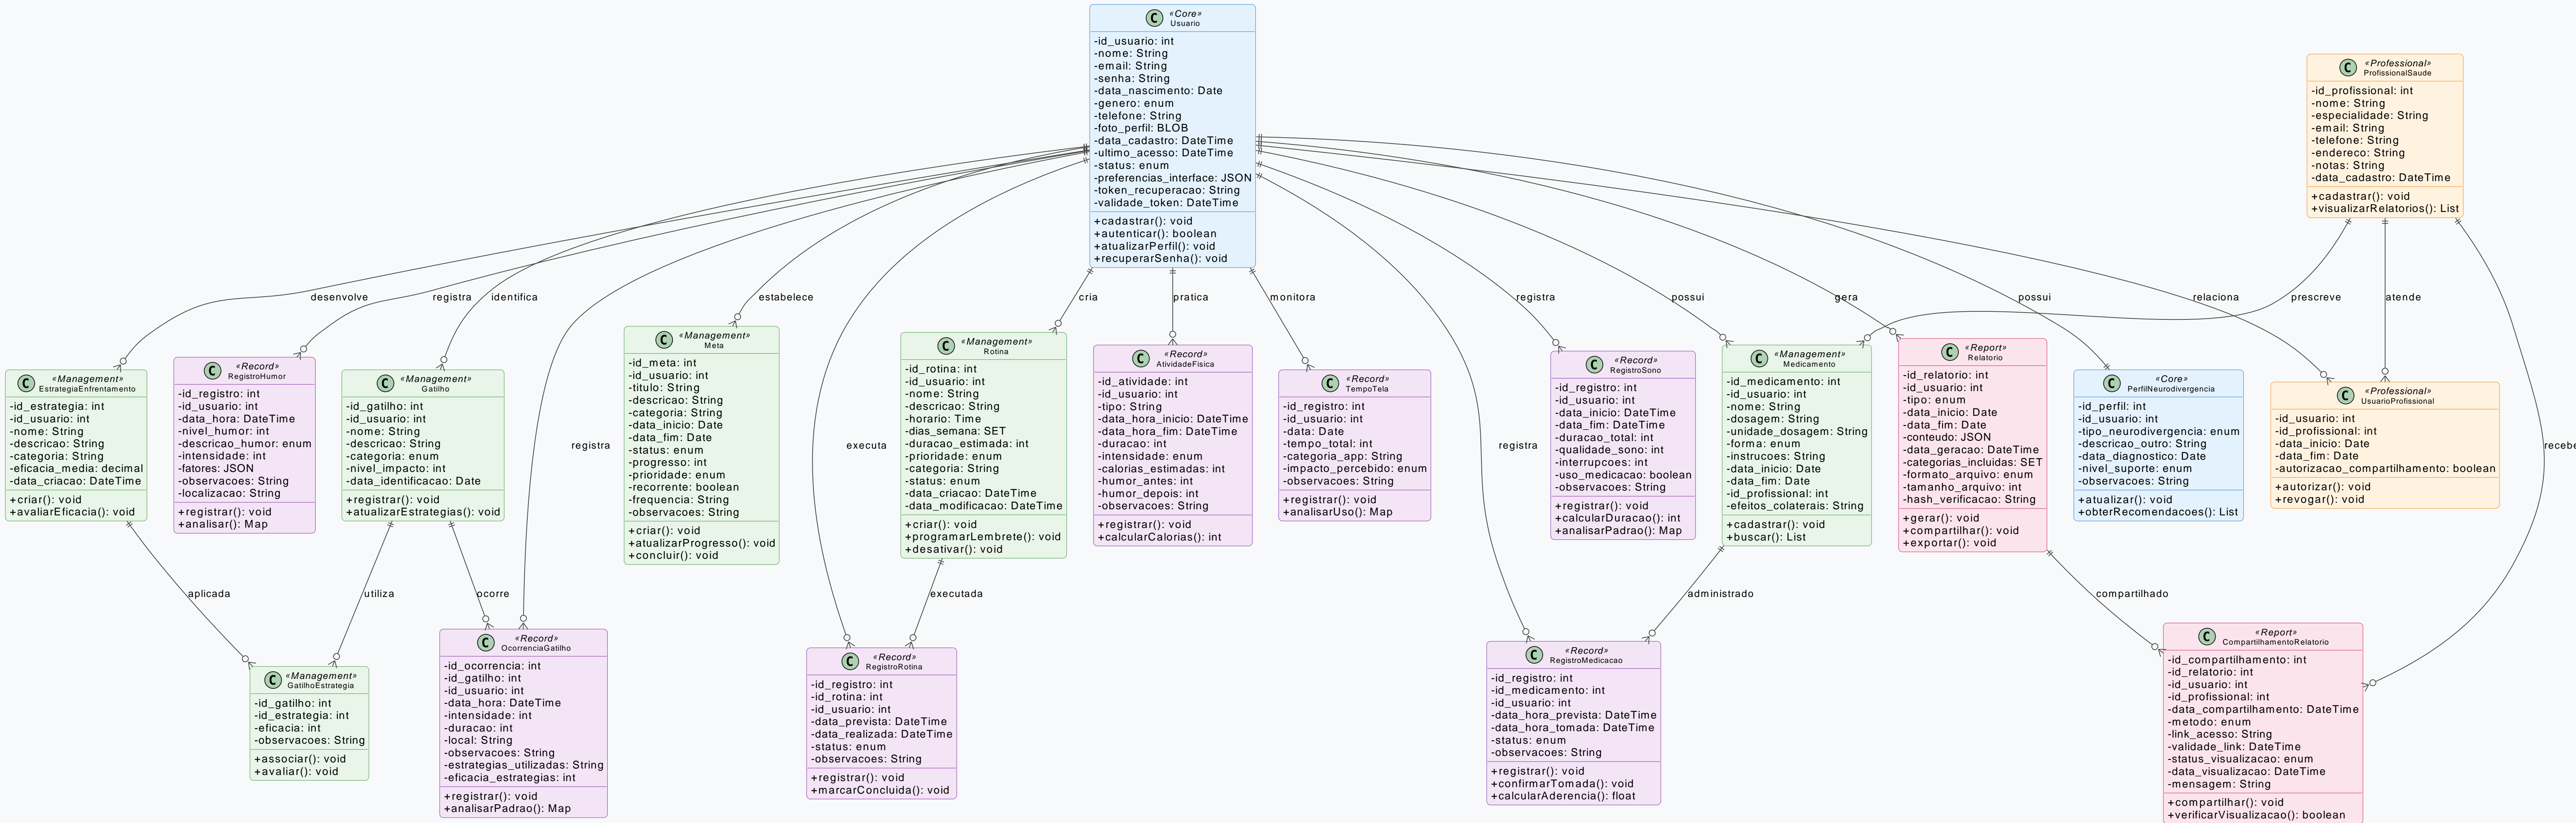 C
«Core»
Usuario
-id_usuario: int
-nome: String
-email: String
-senha: String
-data_nascimento: Date
-genero: enum
-telefone: String
-foto_perfil: BLOB
-data_cadastro: DateTime
-ultimo_acesso: DateTime
-status: enum
-preferencias_interface: JSON
-token_recuperacao: String
-validade_token: DateTime
+cadastrar(): void
+autenticar(): boolean
+atualizarPerfil(): void
+recuperarSenha(): void
C
«Professional»
ProfissionalSaude
-id_profissional: int
-nome: String
-especialidade: String
-email: String
-telefone: String
-endereco: String
-notas: String
-data_cadastro: DateTime
+cadastrar(): void
+visualizarRelatorios(): List
desenvolve
registra
identifica
estabelece
cria
pratica
monitora
registra
possui
gera
possui
relaciona
prescreve
atende
C
«Management»
EstrategiaEnfrentamento
-id_estrategia: int
-id_usuario: int
-nome: String
-descricao: String
-categoria: String
-eficacia_media: decimal
-data_criacao: DateTime
+criar(): void
+avaliarEficacia(): void
C
«Record»
RegistroHumor
-id_registro: int
-id_usuario: int
-data_hora: DateTime
-nivel_humor: int
-descricao_humor: enum
-intensidade: int
-fatores: JSON
-observacoes: String
-localizacao: String
+registrar(): void
+analisar(): Map
C
«Management»
Gatilho
-id_gatilho: int
-id_usuario: int
-nome: String
-descricao: String
-categoria: enum
-nivel_impacto: int
-data_identificacao: Date
+registrar(): void
+atualizarEstrategias(): void
registra
C
«Management»
Meta
-id_meta: int
-id_usuario: int
-titulo: String
-descricao: String
-categoria: String
-data_inicio: Date
-data_fim: Date
-status: enum
-progresso: int
-prioridade: enum
-recorrente: boolean
-frequencia: String
-observacoes: String
+criar(): void
+atualizarProgresso(): void
+concluir(): void
executa
C
«Management»
Rotina
-id_rotina: int
-id_usuario: int
-nome: String
-descricao: String
-horario: Time
-dias_semana: SET
-duracao_estimada: int
-prioridade: enum
-categoria: String
-status: enum
-data_criacao: DateTime
-data_modificacao: DateTime
+criar(): void
+programarLembrete(): void
+desativar(): void
C
«Record»
AtividadeFisica
-id_atividade: int
-id_usuario: int
-tipo: String
-data_hora_inicio: DateTime
-data_hora_fim: DateTime
-duracao: int
-intensidade: enum
-calorias_estimadas: int
-humor_antes: int
-humor_depois: int
-observacoes: String
+registrar(): void
+calcularCalorias(): int
C
«Record»
TempoTela
-id_registro: int
-id_usuario: int
-data: Date
-tempo_total: int
-categoria_app: String
-impacto_percebido: enum
-observacoes: String
+registrar(): void
+analisarUso(): Map
registra
C
«Record»
RegistroSono
-id_registro: int
-id_usuario: int
-data_inicio: DateTime
-data_fim: DateTime
-duracao_total: int
-qualidade_sono: int
-interrupcoes: int
-uso_medicacao: boolean
-observacoes: String
+registrar(): void
+calcularDuracao(): int
+analisarPadrao(): Map
C
«Management»
Medicamento
-id_medicamento: int
-id_usuario: int
-nome: String
-dosagem: String
-unidade_dosagem: String
-forma: enum
-instrucoes: String
-data_inicio: Date
-data_fim: Date
-id_profissional: int
-efeitos_colaterais: String
+cadastrar(): void
+buscar(): List
C
«Report»
Relatorio
-id_relatorio: int
-id_usuario: int
-tipo: enum
-data_inicio: Date
-data_fim: Date
-conteudo: JSON
-data_geracao: DateTime
-categorias_incluidas: SET
-formato_arquivo: enum
-tamanho_arquivo: int
-hash_verificacao: String
+gerar(): void
+compartilhar(): void
+exportar(): void
C
«Core»
PerfilNeurodivergencia
-id_perfil: int
-id_usuario: int
-tipo_neurodivergencia: enum
-descricao_outro: String
-data_diagnostico: Date
-nivel_suporte: enum
-observacoes: String
+atualizar(): void
+obterRecomendacoes(): List
C
«Professional»
UsuarioProfissional
-id_usuario: int
-id_profissional: int
-data_inicio: Date
-data_fim: Date
-autorizacao_compartilhamento: boolean
+autorizar(): void
+revogar(): void
recebe
aplicada
utiliza
ocorre
executada
administrado
compartilhado
C
«Management»
GatilhoEstrategia
-id_gatilho: int
-id_estrategia: int
-eficacia: int
-observacoes: String
+associar(): void
+avaliar(): void
C
«Record»
OcorrenciaGatilho
-id_ocorrencia: int
-id_gatilho: int
-id_usuario: int
-data_hora: DateTime
-intensidade: int
-duracao: int
-local: String
-observacoes: String
-estrategias_utilizadas: String
-eficacia_estrategias: int
+registrar(): void
+analisarPadrao(): Map
C
«Record»
RegistroRotina
-id_registro: int
-id_rotina: int
-id_usuario: int
-data_prevista: DateTime
-data_realizada: DateTime
-status: enum
-observacoes: String
+registrar(): void
+marcarConcluida(): void
C
«Record»
RegistroMedicacao
-id_registro: int
-id_medicamento: int
-id_usuario: int
-data_hora_prevista: DateTime
-data_hora_tomada: DateTime
-status: enum
-observacoes: String
+registrar(): void
+confirmarTomada(): void
+calcularAderencia(): float
C
«Report»
CompartilhamentoRelatorio
-id_compartilhamento: int
-id_relatorio: int
-id_usuario: int
-id_profissional: int
-data_compartilhamento: DateTime
-metodo: enum
-link_acesso: String
-validade_link: DateTime
-status_visualizacao: enum
-data_visualizacao: DateTime
-mensagem: String
+compartilhar(): void
+verificarVisualizacao(): boolean